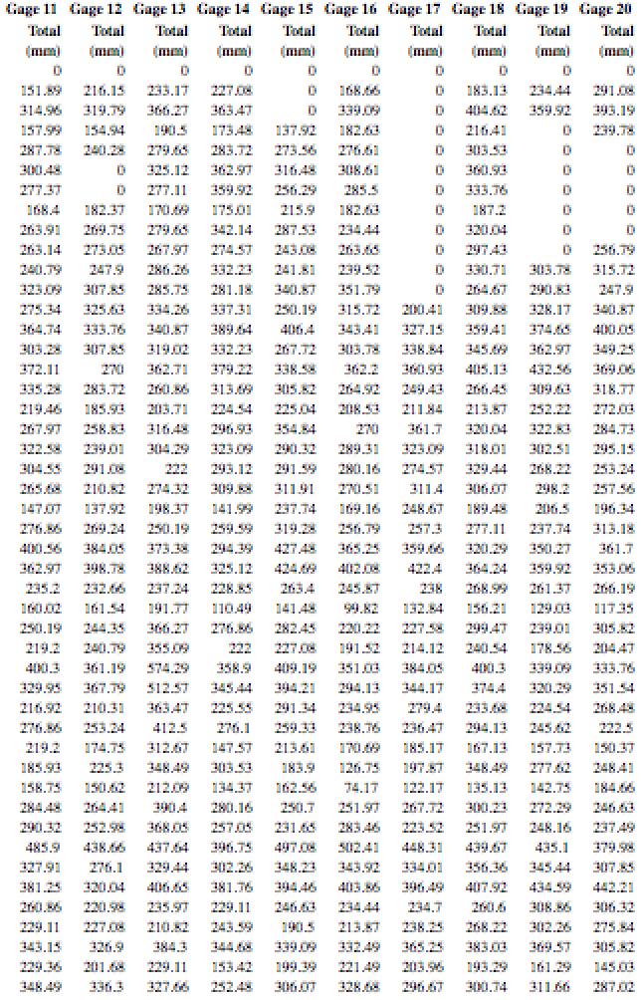 Gage 11 Gage 12 Gage 13 Gage 14 Gage 15 Gage 16 Gage 17 Gage 18 Gage 19 Gage 20
Total Total Total Total Total Total Total Total Total Total
(mm) (mm) (mm) (mm) (mm) (mm) (mm) (mm) (mm) (mm)
0 0 0 0 0 0 0 0 0 0
151.89 216.15 233.17 227.08 0 168.66 0 183.13 234.44 291.08
314.96 319.79 366.27 363.47 0 339.09 0 404.62 359.92 393.19
157.99 154.94 190.5 173.48 137.92 182.63 0 216.41 0 239.78
287.78 240.28 279.65 283.72 273.56 276.61 0 303.53 0 0
300.48 0 325.12 362.97 316.48 308.61 0 360.93 0 0
277.37 0 277.11 359.92 256.29 285.5 0 333.76 0 0
168.4 182.37 170.69 175.01 215.9 182.63 0 187.2 0 0
263.91 269.75 279.65 342.14 287.53 234.44 0 320.04 0 0
263.14 273.05 267.97 274.57 243.08 263.65 0 297.43 0 256.79
240.79 247.9 286.26 332.23 241.81 239.52 0 330.71 303.78 315.72
323.09 307.85 285.75 281.18 340.87 351.79 0 264.67 290.83 247.9
275.34 325.63 334.26 337.31 250.19 315.72 200.41 309.88 328.17 340.87
364.74 333.76 340.87 389.64 406.4 343.41 327.15 359.41 374.65 400.05
303.28 307.85 319.02 332.23 267.72 303.78 338.84 345.69 362.97 349.25
372.11 270 362.71 379.22 338.58 362.2 360.93 405.13 432.56 369.06
335.28 283.72 260.86 313.69 305.82 264.92 249.43 266.45 309.63 318.77
219.46 185.93 203.71 224.54 225.04 208.53 211.84 213.87 252.22 272.03
267.97 258.83 316.48 296.93 354.84 270 361.7 320.04 322.83 284.73
322.58 239.01 304.29 323.09 290.32 289.31 323.09 318.01 302.51 295.15
304.55 291.08 222 293.12 291.59 280.16 274.57 329.44 268.22 253.24
265.68 210.82 274.32 309.88 311.91 270.51 311.4 306.07 298.2 257.56
147.07 137.92 198.37 141.99 237.74 169.16 248.67 189.48 206.5 196.34
276.86 269.24 250.19 259.59 319.28 256.79 257.3 277.11 237.74 313.18
400.56 384.05 373.38 294.39 427.48 365.25 359.66 320.29 350.27 361.7
362.97 398.78 388.62 325.12 424.69 402.08 422.4 364.24 359.92 353.06
235.2 232.66 237.24 228.85 263.4 245.87 238 268.99 261.37 266.19
160.02 161.54 191.77 110.49 141.48 99.82 132.84 156.21 129.03 117.35
250.19 244.35 366.27 276.86 282.45 220.22 227.58 299.47 239.01 305.82
219.2 240.79 355.09 222 227.08 191.52 214.12 240.54 178.56 204.47
400.3 361.19 574.29 358.9 409.19 351.03 384.05 400.3 339.09 333.76
329.95 367.79 512.57 345.44 394.21 294.13 344.17 374.4 320.29 351.54
216.92 210.31 363.47 225.55 291.34 234.95 279.4 233.68 224.54 268.48
276.86 253.24 412.5 276.1 259.33 238.76 236.47 294.13 245.62 222.5
219.2 174.75 312.67 147.57 213.61 170.69 185.17 167.13 157.73 150.37
185.93 225.3 348.49 303.53 183.9 126.75 197.87 348.49 277.62 248.41
158.75 150.62 212.09 134.37 162.56 74.17 122.17 135.13 142.75 184.66
284.48 264.41 390.4 280.16 250.7 251.97 267.72 300.23 272.29 246.63
290.32 252.98 368.05 257.05 231.65 283.46 223.52 251.97 248.16 237.49
485.9 438.66 437.64 396.75 497.08 502.41 448.31 439.67 435.1 379.98
327.91 276.1 329.44 302.26 348.23 343.92 334.01 356.36 345.44 307.85
381.25 320.04 406.65 381.76 394.46 403.86 396.49 407.92 434.59 442.21
260.86 220.98 235.97 229.11 246.63 234.44 234.7 260.6 308.86 306.32
229.11 227.08 210.82 243.59 190.5 213.87 238.25 268.22 302.26 275.84
343.15 326.9 384.3 344.68 339.09 332.49 365.25 383.03 369.57 305.82
229.36 201.68 229.11 153.42 199.39 221.49 203.96 193.29 161.29 145.03
348.49 336.3 327.66 252.48 306.07 328.68 296.67 300.74 311.66 287.02